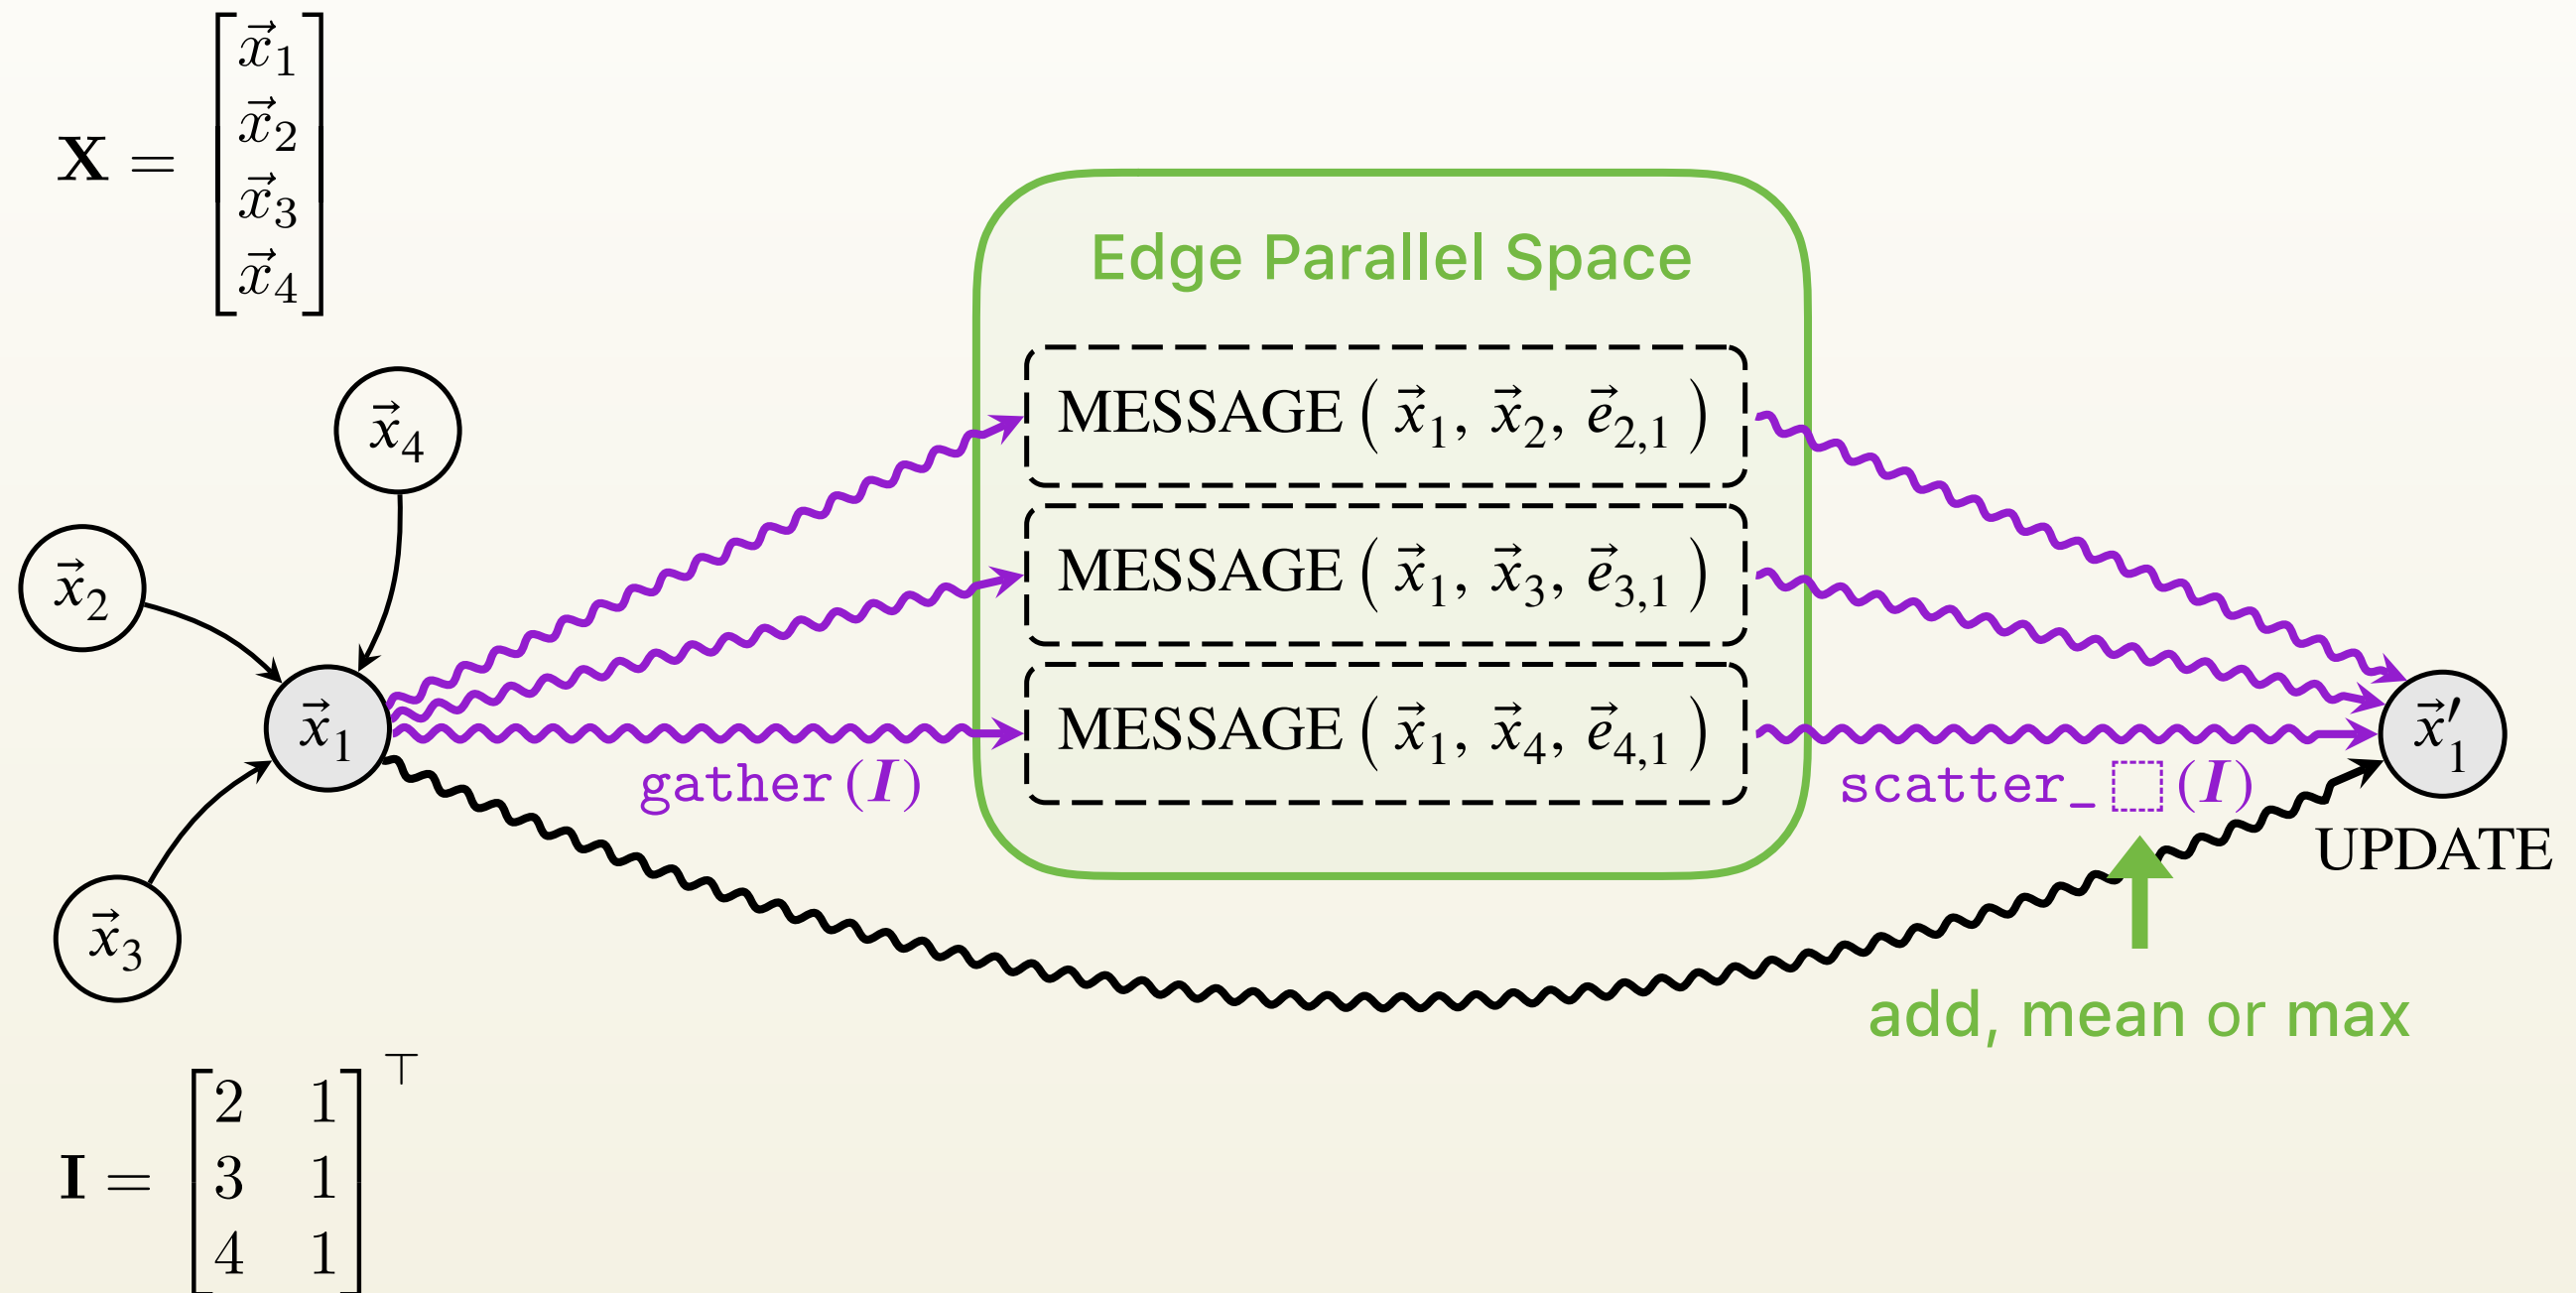 X = [x⃗1
x⃗2
x⃗3
x⃗4]
Edge Parallel Space
x⃗4
MESSAGE ( x⃗1, x⃗2, e⃗2,1 )
x⃗2
MESSAGE ( x⃗1, x⃗3, e⃗3,1 )
x⃗1
MESSAGE ( x⃗1, x⃗4, e⃗4,1 )
x⃗′1
gather(I)
scatter_⬚(I)
UPDATE
x⃗3
add, mean or max
I = [2 1
3 1
4 1]⊤